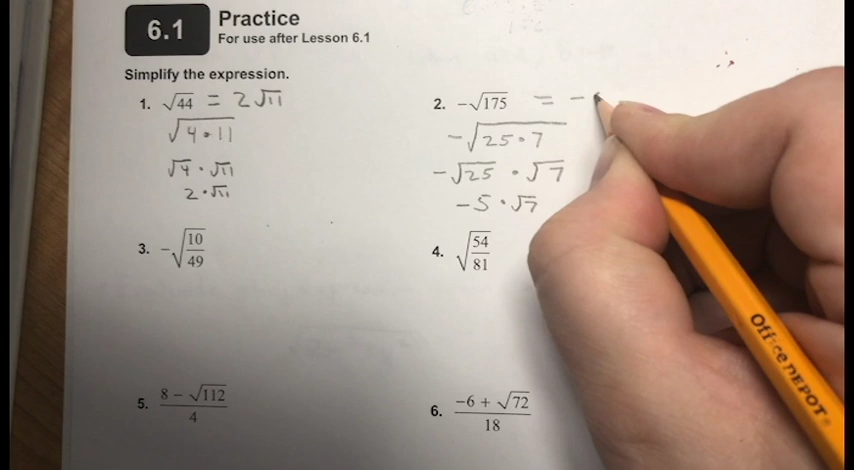 6.1 Practice
For use after Lesson 6.1
Simplify the expression.
1. √44 = 2√11
√4•11
√4 • √11
2 • √11
2. -√175 = -
-√25•7
-√25 • √7
-5 • √7
3. -√(10/49)
4. √(54/81)
5. (8 - √112)/4
6. (-6 + √72)/18
Office DEPOT